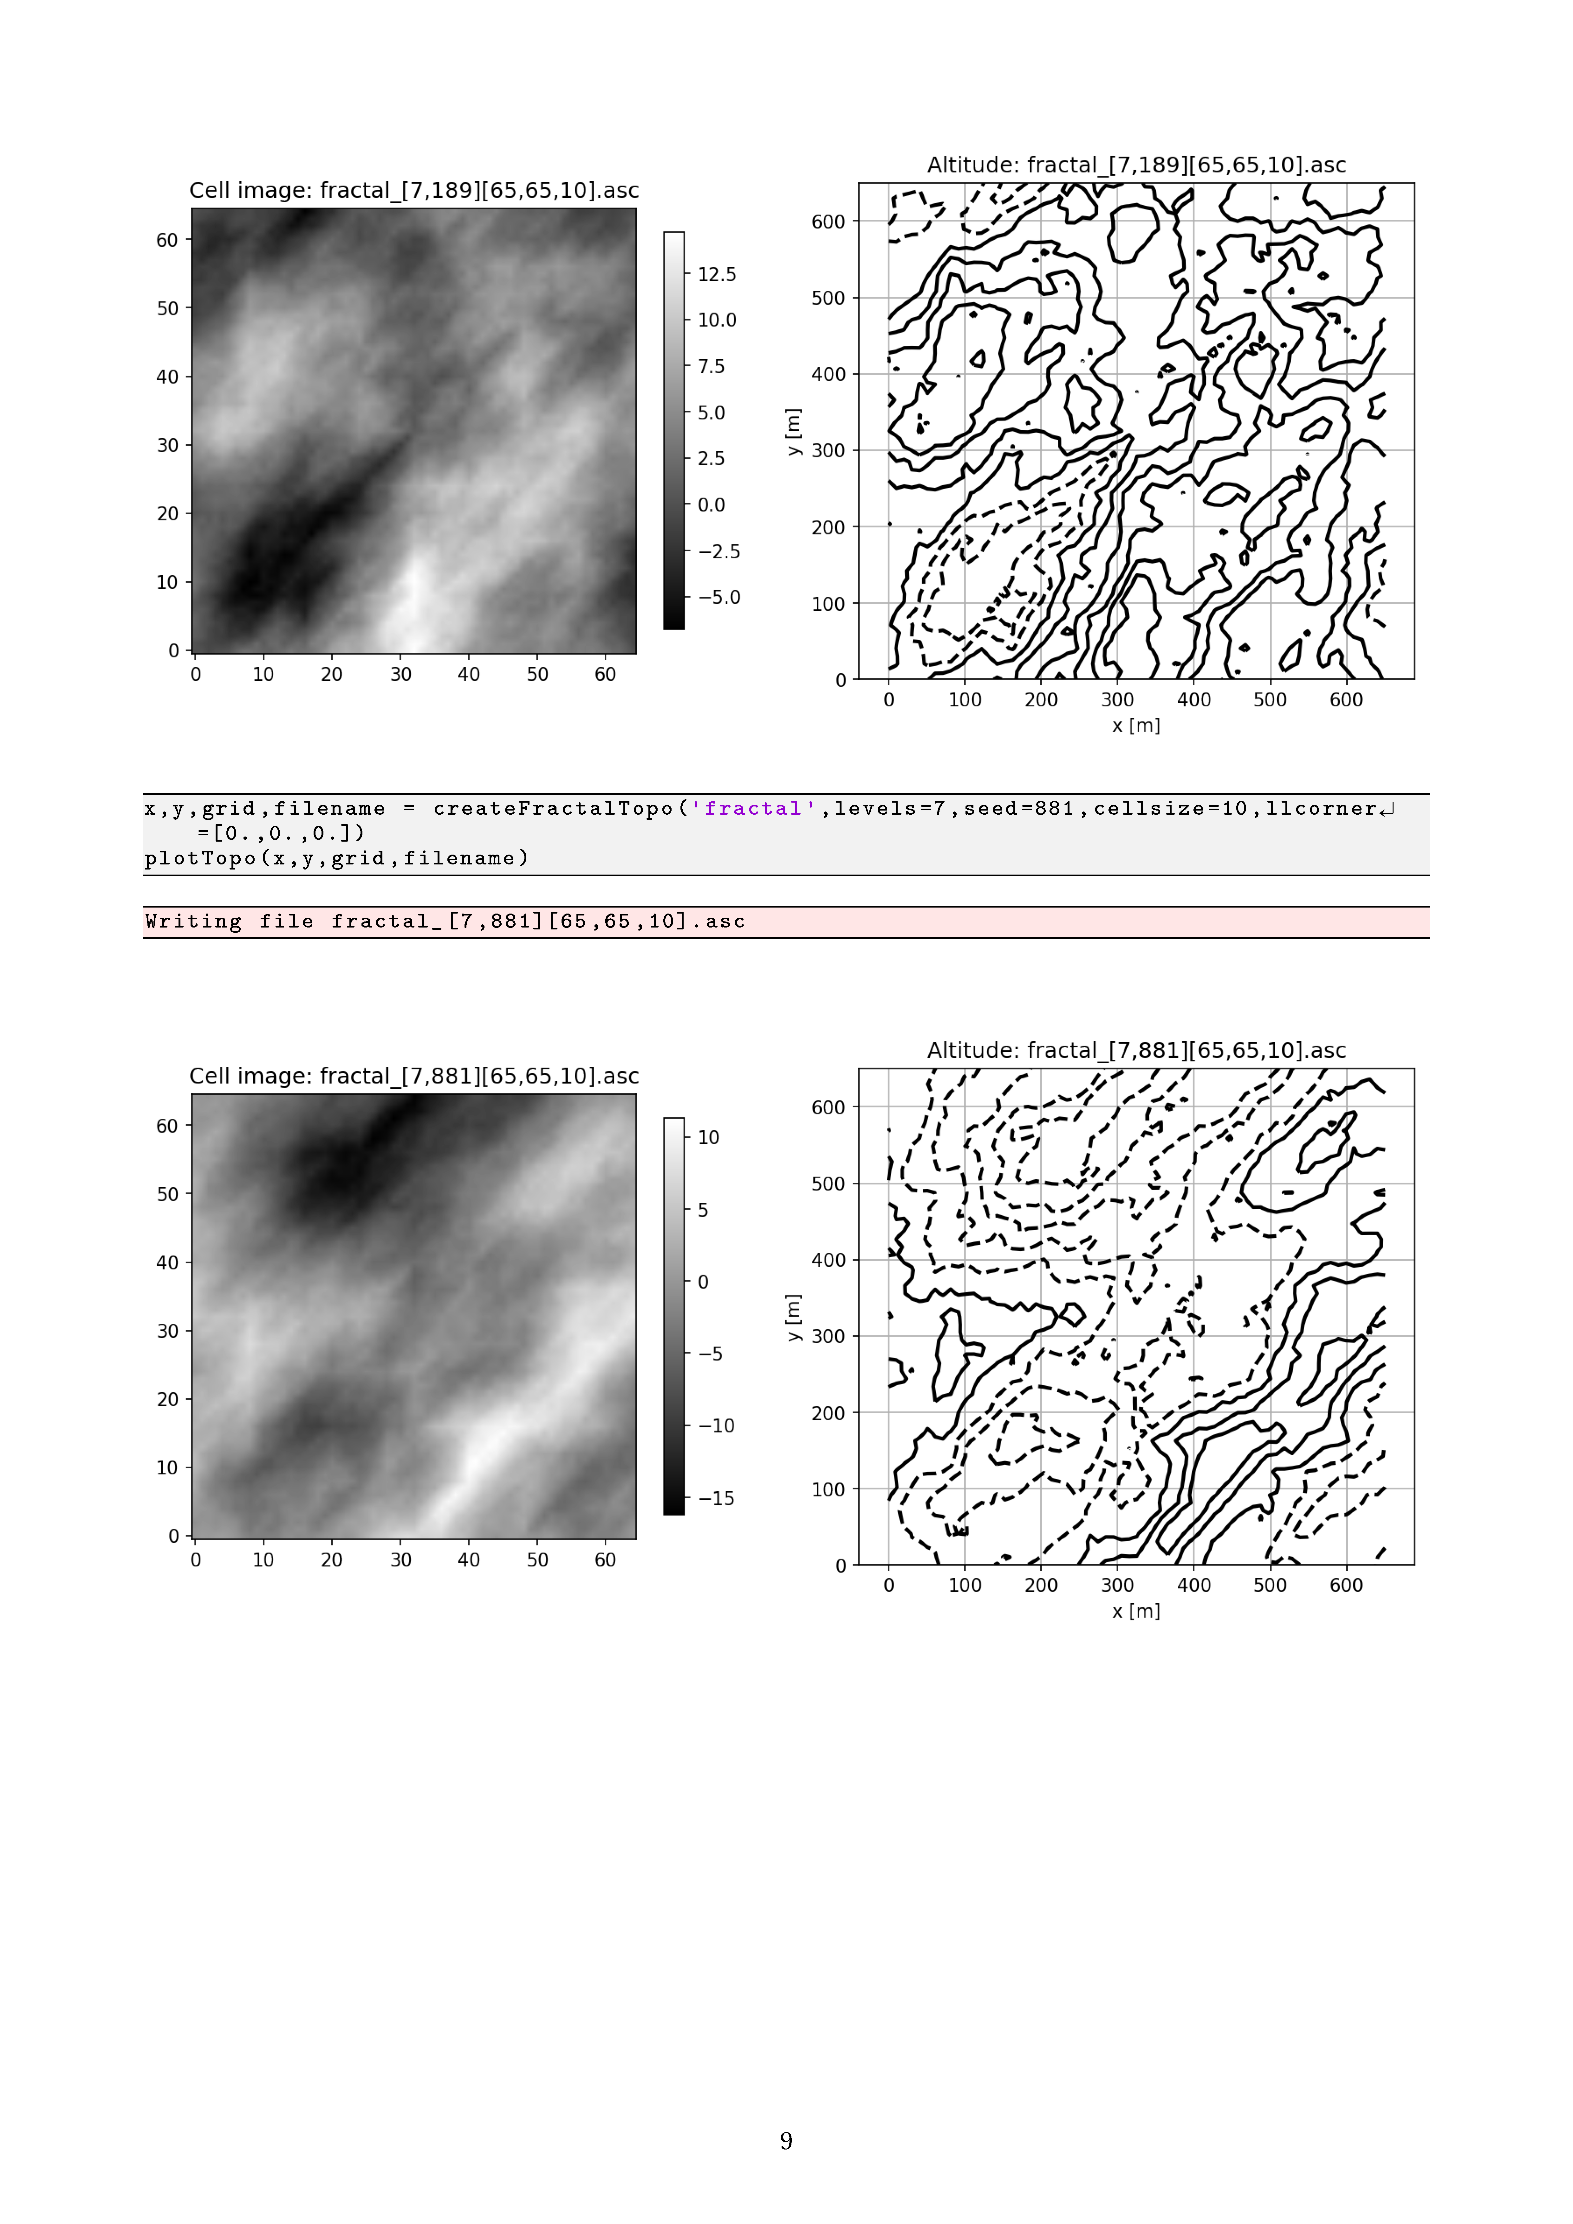 Cell image: fractal_[7,189][65,65,10].asc
60
50
40
30
20
10
0
0 10 20 30 40 50 60
12.5
10.0
7.5
5.0
2.5
0.0
−2.5
−5.0
Altitude: fractal_[7,189][65,65,10].asc
y [m]
600
500
400
300
200
100
0
0 100 200 300 400 500 600
x [m]
x,y,grid,filename = createFractalTopo('fractal',levels=7,seed=881,cellsize=10,llcorner↲
=[0.,0.,0.])
plotTopo(x,y,grid,filename)
Writing file fractal_[7,881][65,65,10].asc
Cell image: fractal_[7,881][65,65,10].asc
60
50
40
30
20
10
0
0 10 20 30 40 50 60
10
5
0
−5
−10
−15
Altitude: fractal_[7,881][65,65,10].asc
y [m]
600
500
400
300
200
100
0
0 100 200 300 400 500 600
x [m]
9